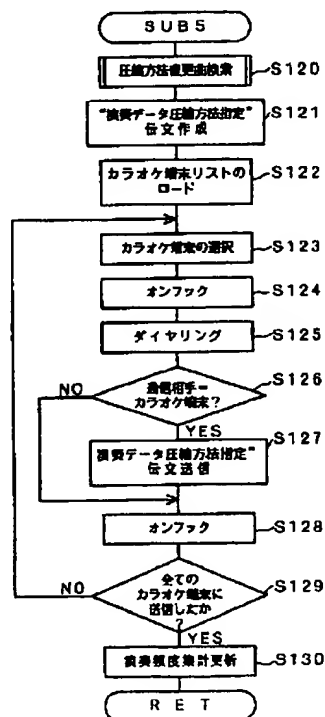 SUB5
圧縮方法変更曲検索
S120
"演奏データ圧縮方法指定"
伝文作成
S121
カラオケ端末リストの
ロード
S122
カラオケ端末の選択
S123
オンフック
S124
ダイヤリング
S125
通信相手=
カラオケ端末?
S126
NO
YES
演奏データ圧縮方法指定"
伝文送信
S127
オンフック
S128
全ての
カラオケ端末に
送信したか
?
S129
NO
YES
演奏頻度集計更新
S130
RET